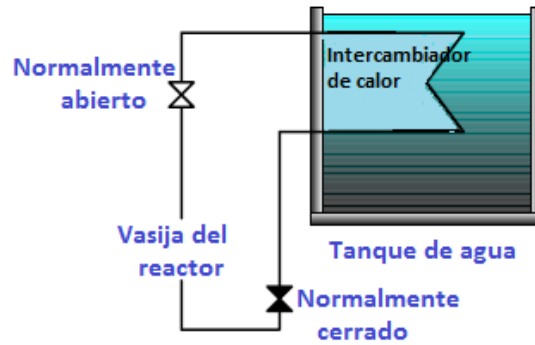 Intercambiador
de calor
Normalmente
abierto
Vasija del
reactor
Tanque de agua
Normalmente
cerrado